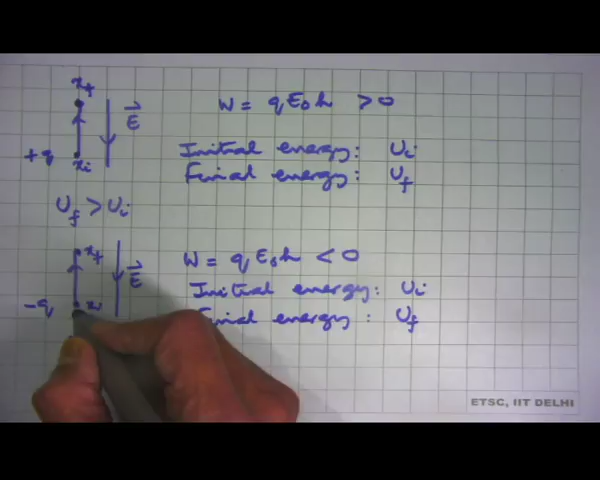 x_f
E⃗
W = qE₀h > 0
+q
x_i
Initial energy: U_i
Final energy: U_f
U_f > U_i
x_f
E⃗
W = qE₀h < 0
Initial energy: U_i
-q
x_i
Final energy: U_f
ETSC, IIT DELHI